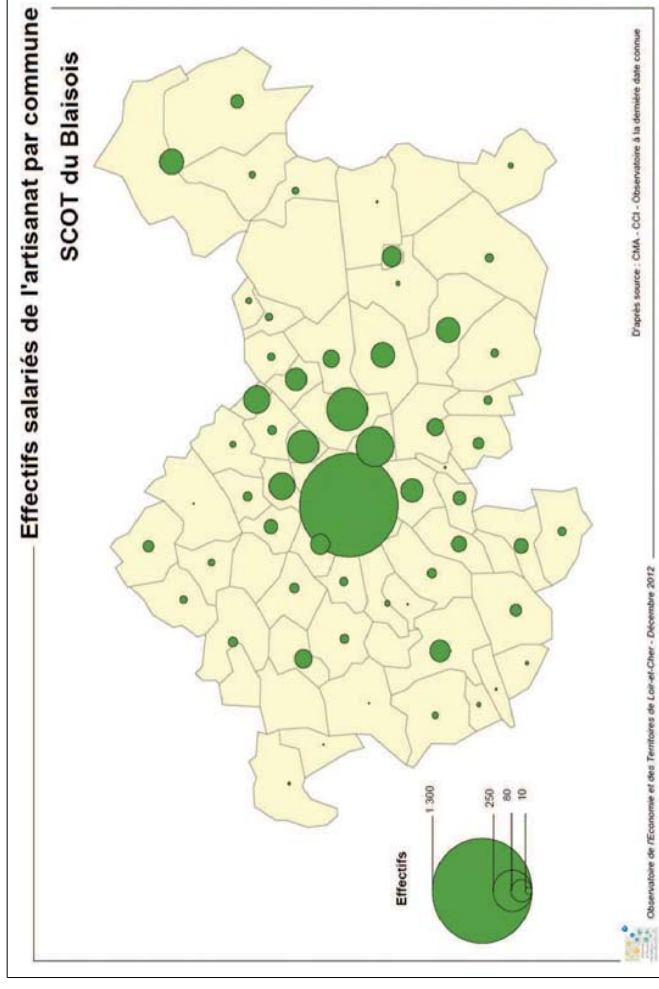 Effectifs salariés de l'artisanat par commune
SCOT du Blaisois
Effectifs
1 300
250
80
10
D'après source : CMA - CCI - Observatoire à la dernière date connue
Observatoire de l'Economie et des Territoires de Loir-et-Cher - Décembre 2012